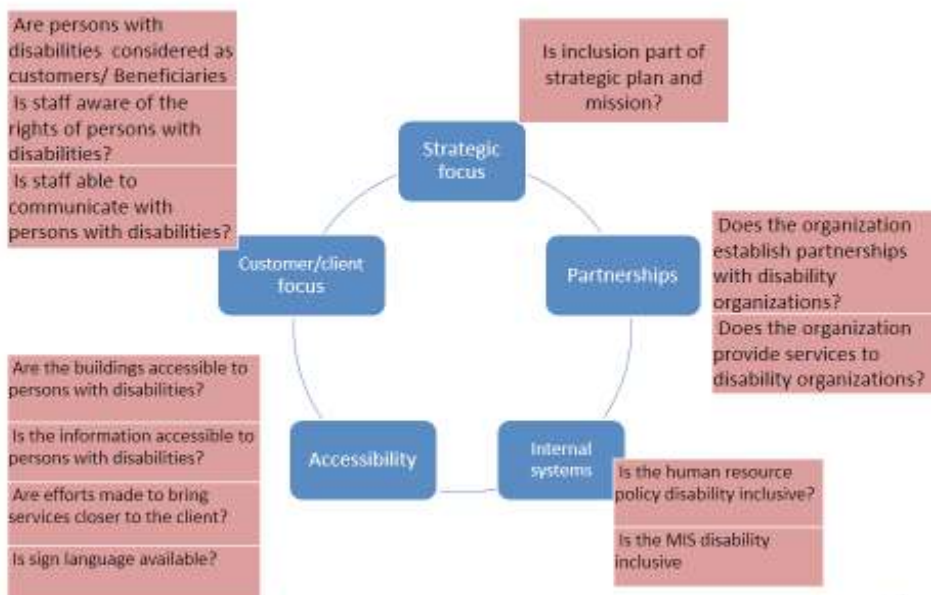 Are persons with
disabilities considered as
customers/ Beneficiaries
Is staff aware of the
rights of persons with
disabilities?
Is staff able to
communicate with
persons with disabilities?
Is inclusion part of
strategic plan and
mission?
Strategic
focus
Customer/client
focus
Partnerships
Does the organization
establish partnerships
with disability
organizations?
Does the organization
provide services to
disability organizations?
Are the buildings accessible to
persons with disabilities?
Is the information accessible to
persons with disabilities?
Are efforts made to bring
services closer to the client?
Is sign language available?
Accessibility
Internal
systems
Is the human resource
policy disability inclusive?
Is the MIS disability
inclusive